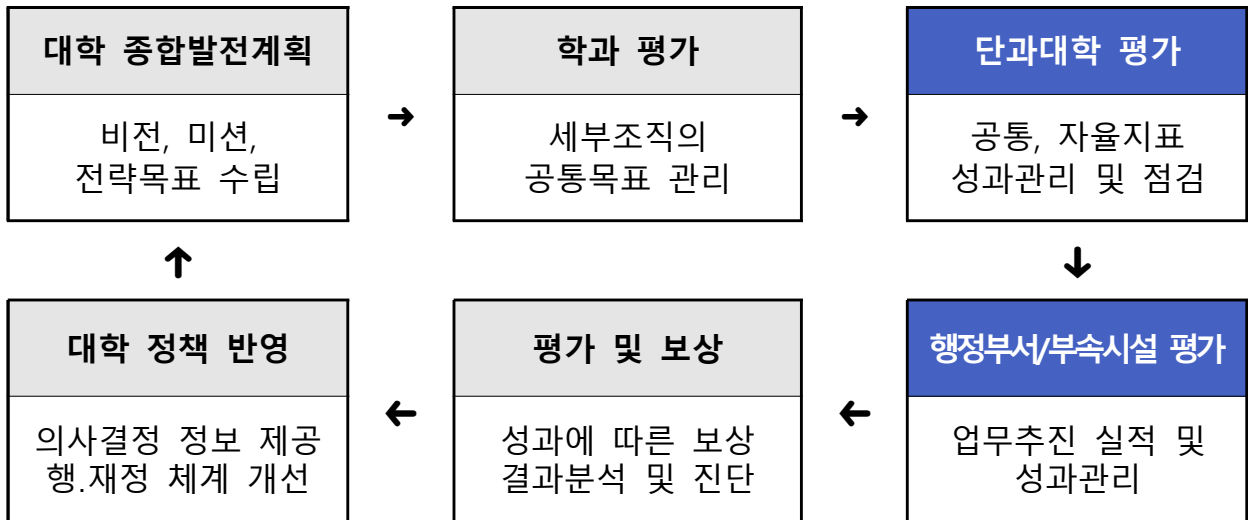 대학 종합발전계획
비전, 미션,
전략목표 수립
➜
학과 평가
세부조직의
공통목표 관리
➜
단과대학 평가
공통, 자율지표
성과관리 및 점검
↑
↓
대학 정책 반영
의사결정 정보 제공
행.재정 체계 개선
←
평가 및 보상
성과에 따른 보상
결과분석 및 진단
←
행정부서/부속시설 평가
업무추진 실적 및
성과관리